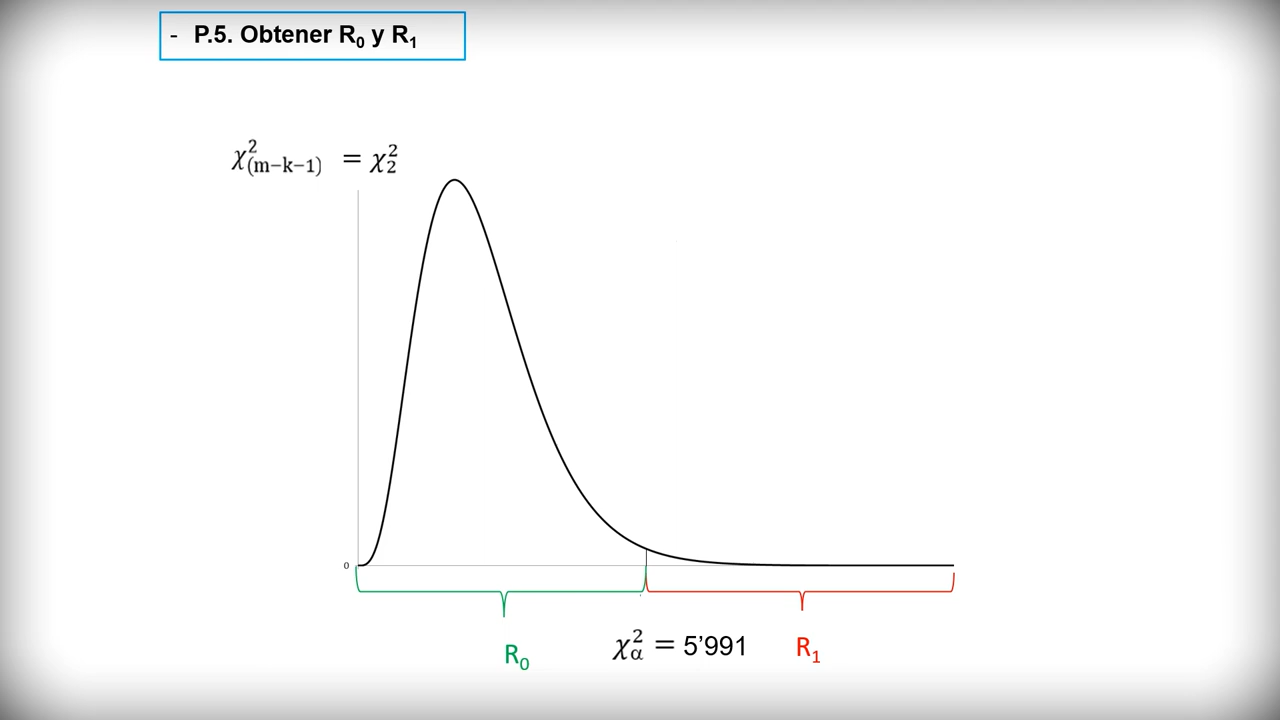 - P.5. Obtener R₀ y R₁
χ²₍ₘ₋ₖ₋₁₎ = χ²₂
0
R₀
χ²α = 5’991
R₁